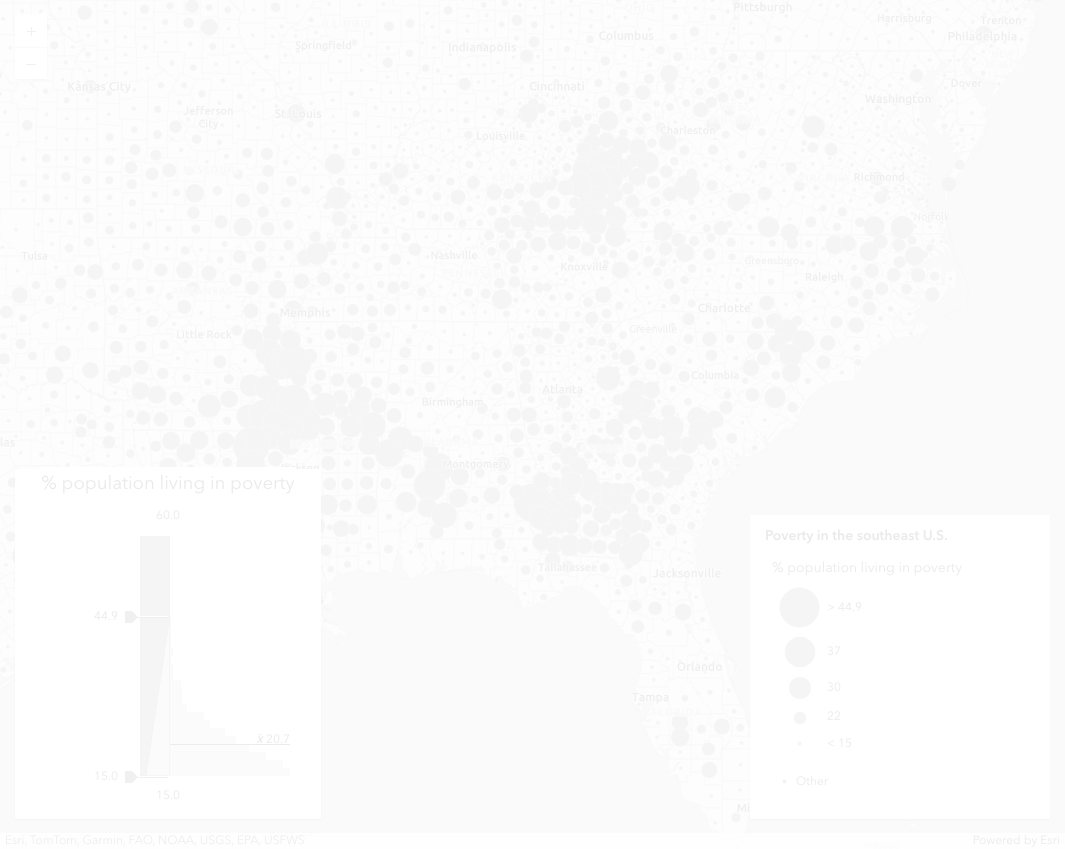 Pittsburgh
Harrisburg
Trenton
Columbus
Philadelphia
Springfield
Indianapolis
Kansas City
Cincinnati
Dover
Washington
Jefferson
City
St. Louis
Charleston
Louisville
Richmond
Norfolk
Nashville
Tulsa
Greensboro
Knoxville
Raleigh
Charlotte
Memphis
Greenville
Little Rock
Columbia
Atlanta
Birmingham
Montgomery
Tallahassee
Jacksonville
Orlando
Tampa
+
−
% population living in poverty
60.0
44.9
x̄ 20.7
15.0
15.0
Poverty in the southeast U.S.
% population living in poverty
> 44.9
37
30
22
< 15
Other
Esri, TomTom, Garmin, FAO, NOAA, USGS, EPA, USFWS
Powered by Esri